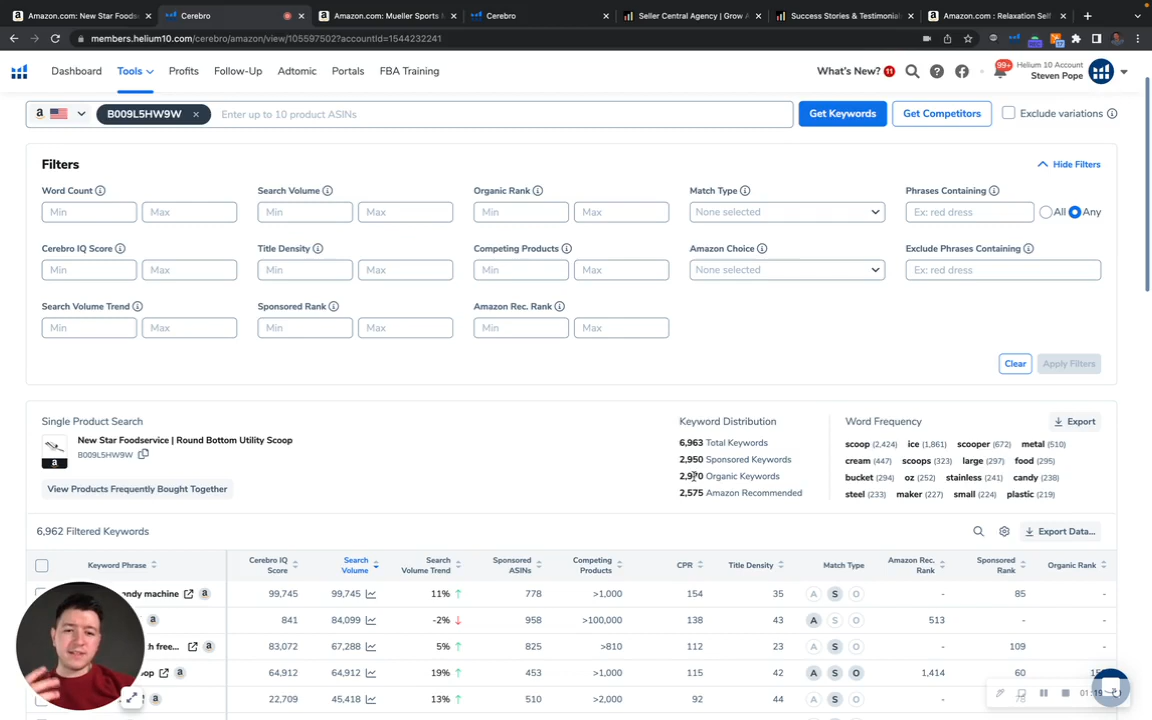 Amazon.com: New Star Foods
Cerebro
Amazon.com: Mueller Sports M
Cerebro
Seller Central Agency | Grow A
Success Stories & Testimonial
Amazon.com : Relaxation Self
members.helium10.com/cerebro/amazon/view/105597502?accountId=1544232241
Dashboard
Tools
Profits
Follow-Up
Adtomic
Portals
FBA Training
What's New? 11
99+
Helium 10 Account
Steven Pope
B009L5HW9W
Enter up to 10 product ASINs
Get Keywords
Get Competitors
Exclude variations
Filters
Hide Filters
Word Count
Search Volume
Organic Rank
Match Type
Phrases Containing
Min Max
Min Max
Min Max
None selected
Ex: red dress
All Any
Cerebro IQ Score
Title Density
Competing Products
Amazon Choice
Exclude Phrases Containing
Min Max
Min Max
Min Max
None selected
Ex: red dress
Search Volume Trend
Sponsored Rank
Amazon Rec. Rank
Min Max
Min Max
Min Max
Clear
Apply Filters
Single Product Search
New Star Foodservice | Round Bottom Utility Scoop
B009L5HW9W
View Products Frequently Bought Together
Keyword Distribution
6,963 Total Keywords
2,950 Sponsored Keywords
2,970 Organic Keywords
2,575 Amazon Recommended
Word Frequency
Export
scoop (2,424) ice (1,861) scooper (672) metal (510)
cream (447) scoops (323) large (297) food (295)
bucket (294) oz (252) stainless (241) candy (238)
steel (233) maker (227) small (224) plastic (219)
6,962 Filtered Keywords
Export Data...
Keyword Phrase
Cerebro IQ Score
Search Volume
Search Volume Trend
Sponsored ASINs
Competing Products
CPR
Title Density
Match Type
Amazon Rec. Rank
Sponsored Rank
Organic Rank
ndy machine 99,745 99,745 11% 778 >1,000 154 35 A S O - 85 -
841 84,099 -2% 958 >100,000 138 43 A S O 513 - -
h free... 83,072 67,288 5% 825 >810 112 23 A S O - 109 -
op 64,912 64,912 19% 453 >1,000 115 42 A S O 1,414 60
22,709 45,418 13% 510 >2,000 92 44 A S O - 78 -